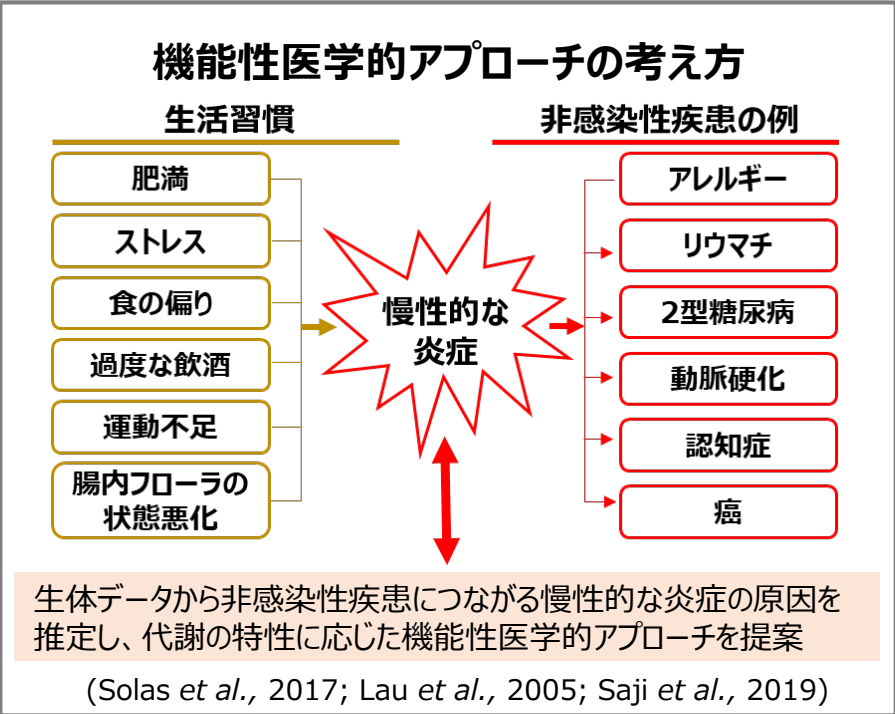 機能性医学的アプローチの考え方
生活習慣
肥満
ストレス
食の偏り
過度な飲酒
運動不足
腸内フローラの
状態悪化
慢性的な
炎症
非感染性疾患の例
アレルギー
リウマチ
2型糖尿病
動脈硬化
認知症
癌
生体データから非感染性疾患につながる慢性的な炎症の原因を
推定し、代謝の特性に応じた機能性医学的アプローチを提案
(Solas et al., 2017; Lau et al., 2005; Saji et al., 2019)